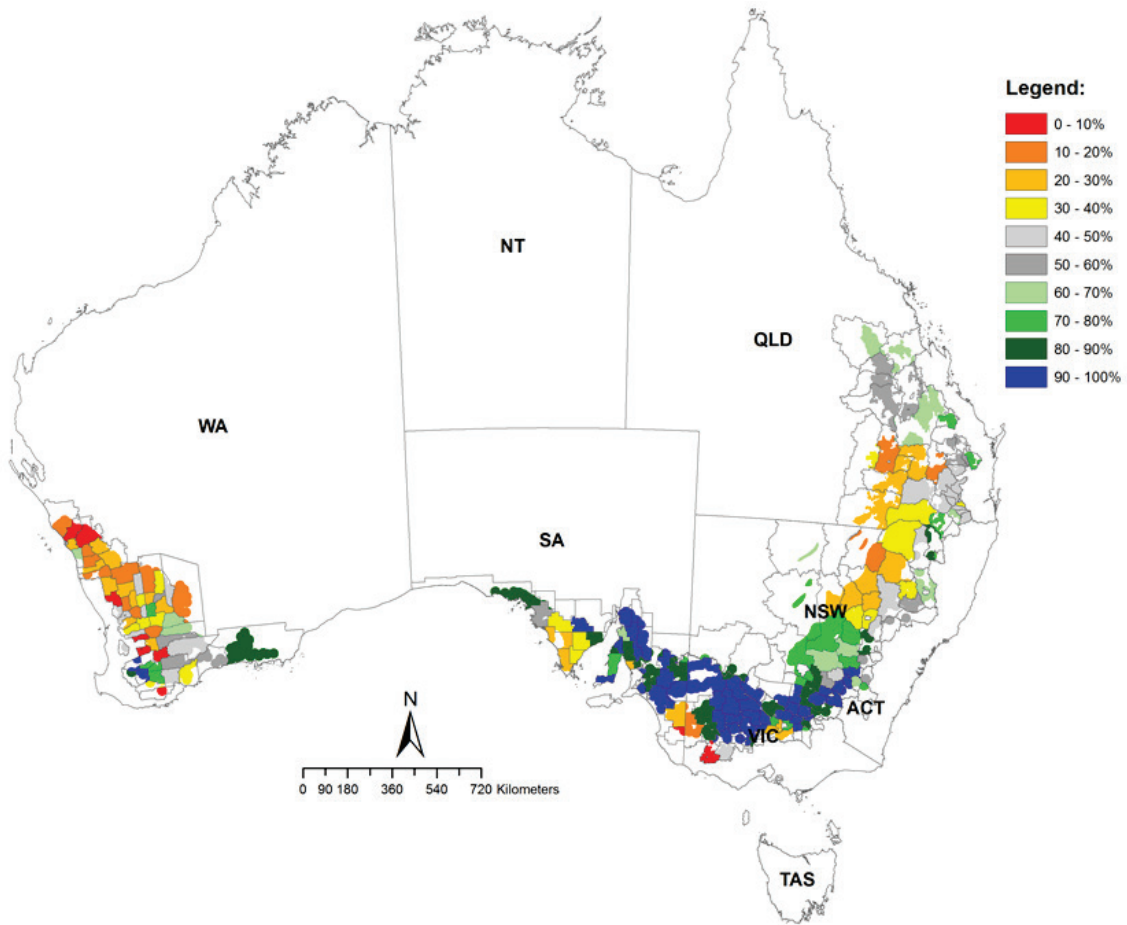 Legend:
0 - 10%
10 - 20%
20 - 30%
30 - 40%
40 - 50%
50 - 60%
60 - 70%
70 - 80%
80 - 90%
90 - 100%
NT
QLD
WA
SA
NSW
ACT
VIC
N
0 90 180 360 540 720 Kilometers
TAS